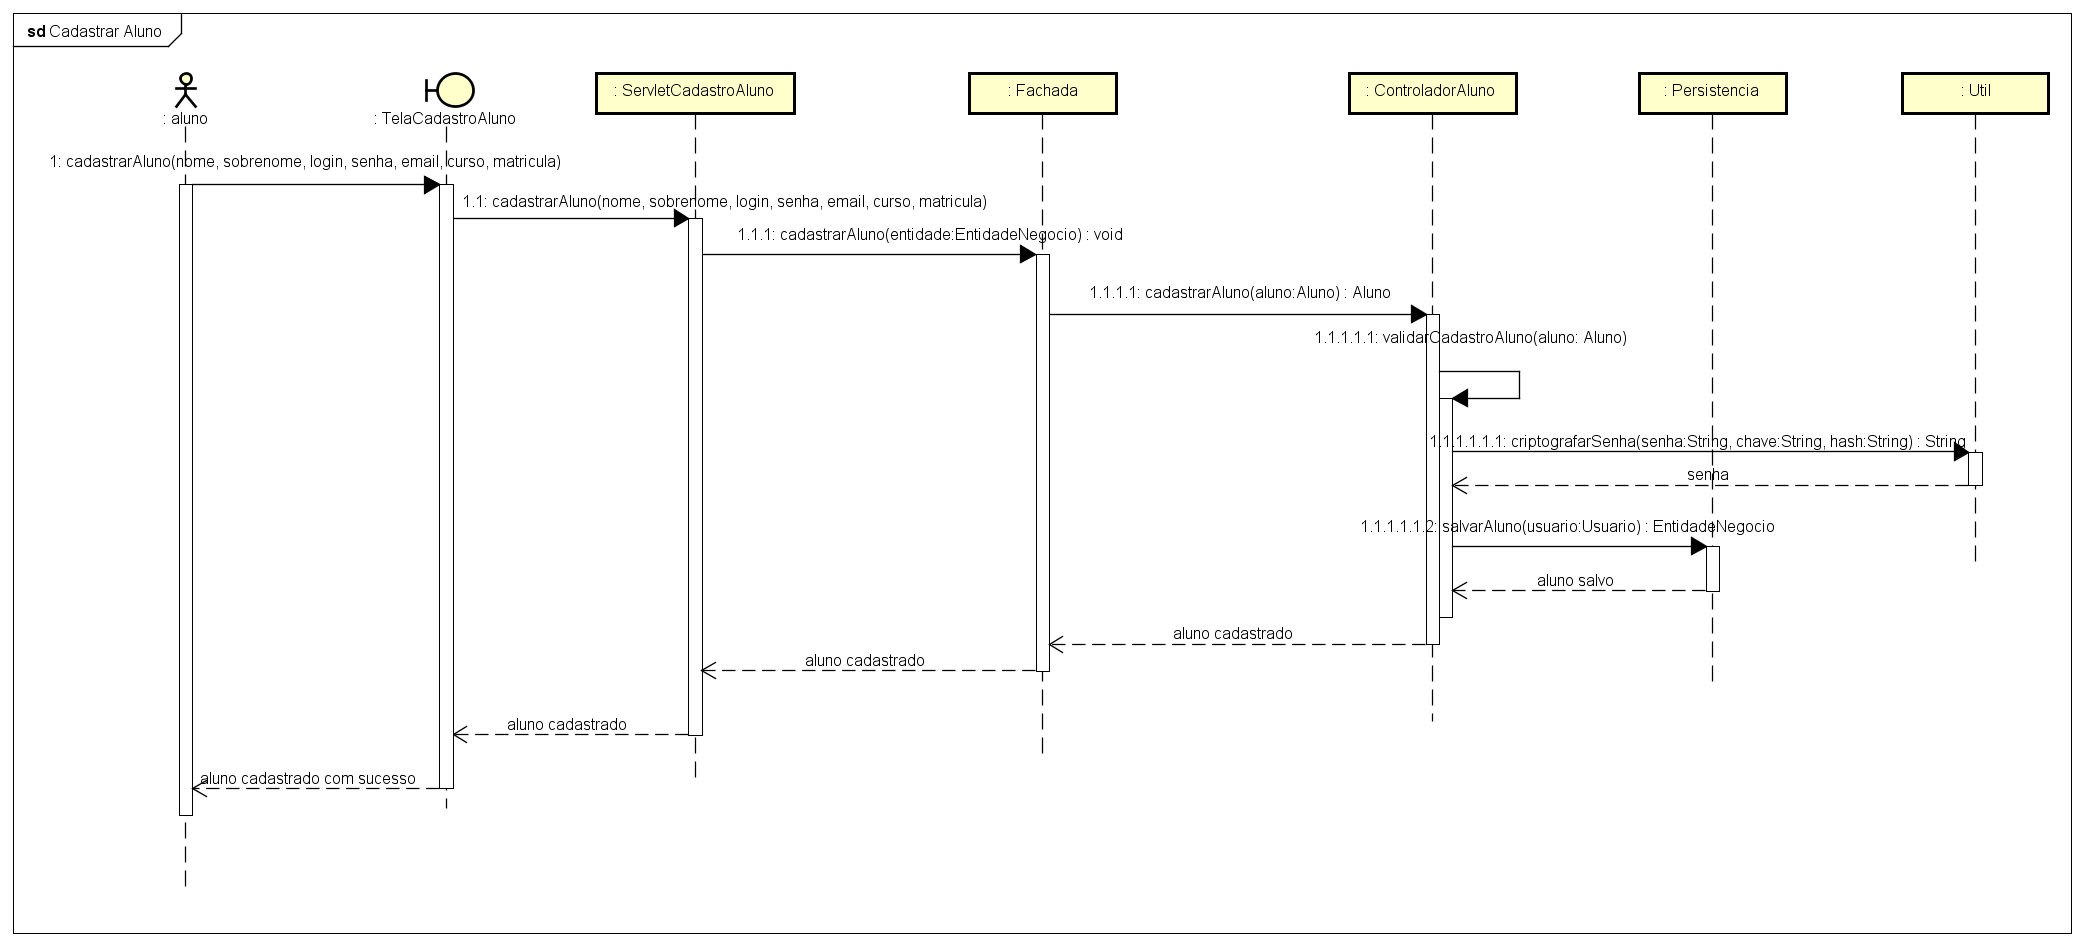 sd Cadastrar Aluno
: aluno
: TelaCadastroAluno
: ServletCadastroAluno
: Fachada
: ControladorAluno
: Persistencia
: Util
1: cadastrarAluno(nome, sobrenome, login, senha, email, curso, matricula)
1.1: cadastrarAluno(nome, sobrenome, login, senha, email, curso, matricula)
1.1.1: cadastrarAluno(entidade:EntidadeNegocio) : void
1.1.1.1: cadastrarAluno(aluno:Aluno) : Aluno
1.1.1.1.1: validarCadastroAluno(aluno: Aluno)
1.1.1.1.1.1: criptografarSenha(senha:String, chave:String, hash:String) : String
senha
1.1.1.1.1.2: salvarAluno(usuario:Usuario) : EntidadeNegocio
aluno salvo
aluno cadastrado
aluno cadastrado
aluno cadastrado
aluno cadastrado com sucesso